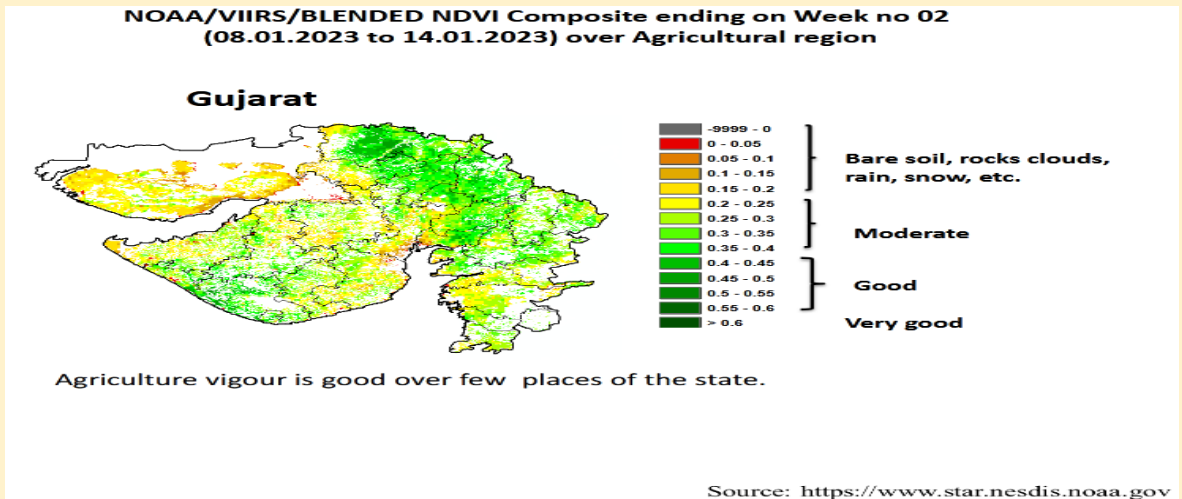 NOAA/VIIRS/BLENDED NDVI Composite ending on Week no 02
(08.01.2023 to 14.01.2023) over Agricultural region
Gujarat
-9999 - 0
0 - 0.05
0.05 - 0.1
0.1 - 0.15
0.15 - 0.2
0.2 - 0.25
0.25 - 0.3
0.3 - 0.35
0.35 - 0.4
0.4 - 0.45
0.45 - 0.5
0.5 - 0.55
0.55 - 0.6
> 0.6
Bare soil, rocks clouds,
rain, snow, etc.
Moderate
Good
Very good
Agriculture vigour is good over few places of the state.
Source: https://www.star.nesdis.noaa.gov